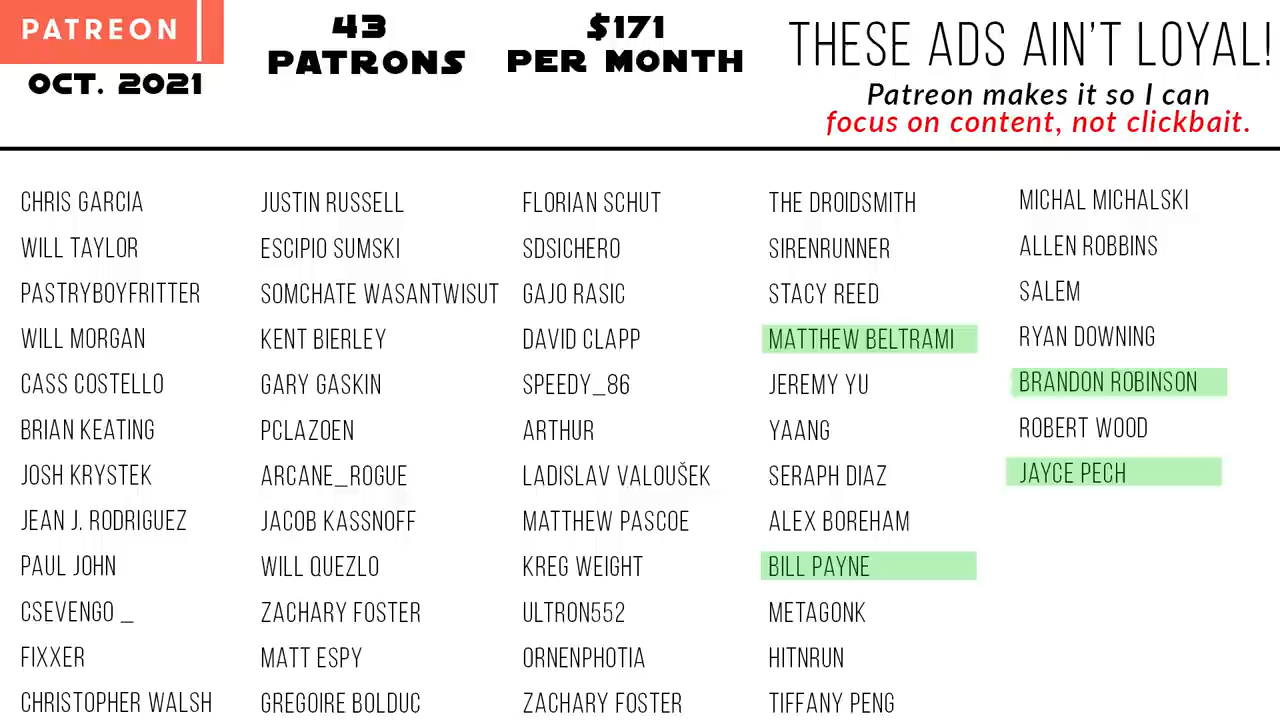 PATREON
OCT. 2021
43
PATRONS
$171
PER MONTH
THESE ADS AIN'T LOYAL!
Patreon makes it so I can
focus on content, not clickbait.
CHRIS GARCIA
WILL TAYLOR
PASTRYBOYFRITTER
WILL MORGAN
CASS COSTELLO
BRIAN KEATING
JOSH KRYSTEK
JEAN J. RODRIGUEZ
PAUL JOHN
CSEVENGO _
FIXXER
CHRISTOPHER WALSH
JUSTIN RUSSELL
ESCIPIO SUMSKI
SOMCHATE WASANTWISUT
KENT BIERLEY
GARY GASKIN
PCLAZOEN
ARCANE_ROGUE
JACOB KASSNOFF
WILL QUEZLO
ZACHARY FOSTER
MATT ESPY
GREGOIRE BOLDUC
FLORIAN SCHUT
SDSICHERO
GAJO RASIC
DAVID CLAPP
SPEEDY_86
ARTHUR
LADISLAV VALOUŠEK
MATTHEW PASCOE
KREG WEIGHT
ULTRON552
ORNENPHOTIA
ZACHARY FOSTER
THE DROIDSMITH
SIRENRUNNER
STACY REED
MATTHEW BELTRAMI
JEREMY YU
YAANG
SERAPH DIAZ
ALEX BOREHAM
BILL PAYNE
METAGONK
HITNRUN
TIFFANY PENG
MICHAL MICHALSKI
ALLEN ROBBINS
SALEM
RYAN DOWNING
BRANDON ROBINSON
ROBERT WOOD
JAYCE PECH